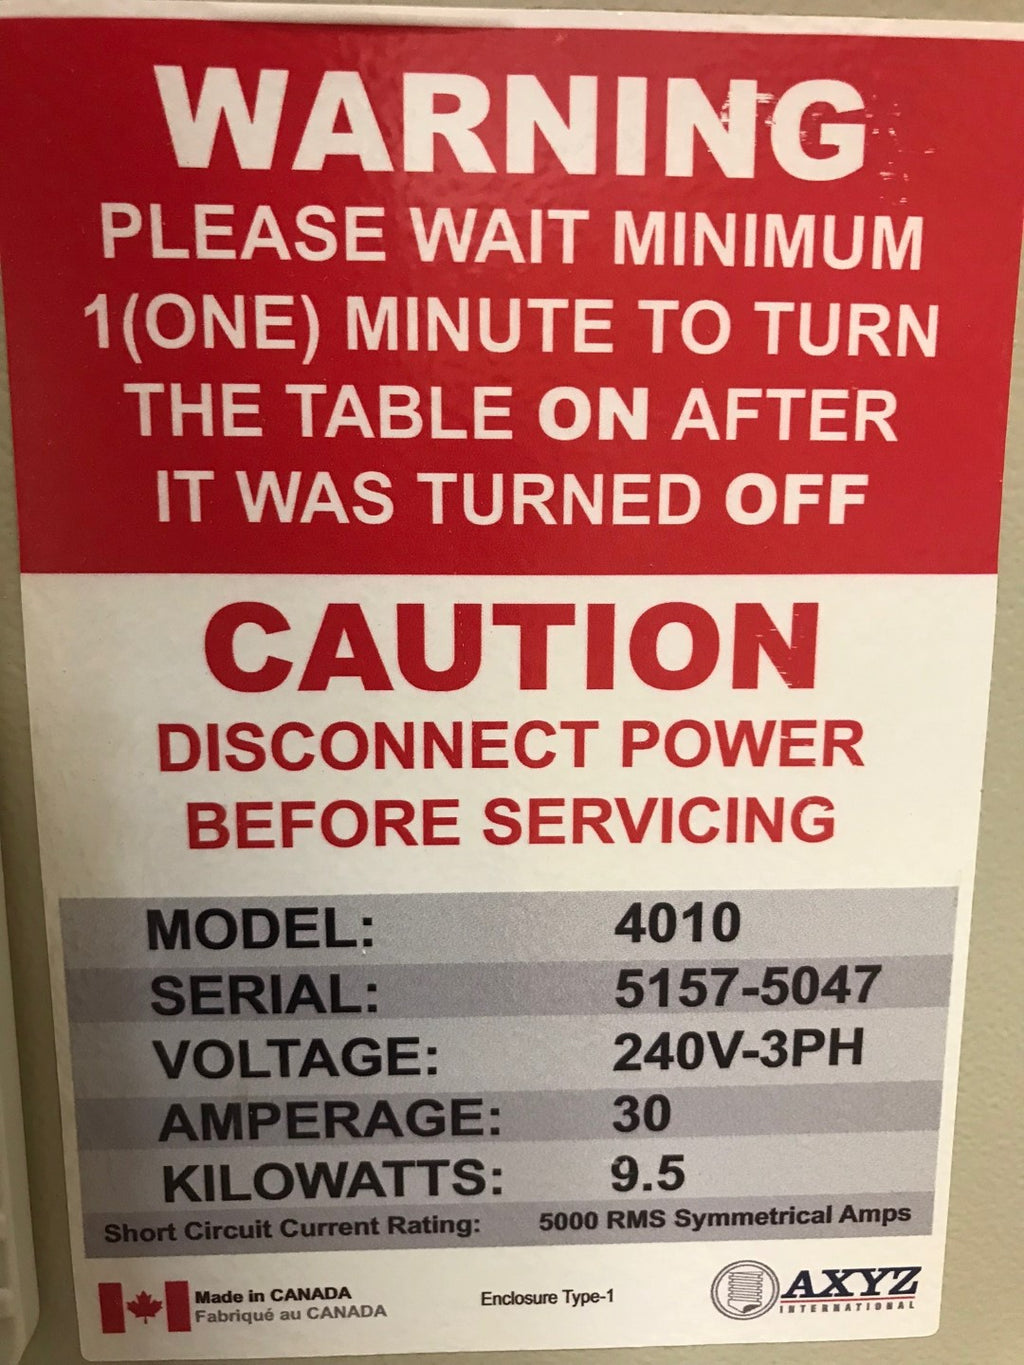 WARNING
PLEASE WAIT MINIMUM
1(ONE) MINUTE TO TURN
THE TABLE ON AFTER
IT WAS TURNED OFF
CAUTION
DISCONNECT POWER
BEFORE SERVICING
MODEL: 4010
SERIAL: 5157-5047
VOLTAGE: 240V-3PH
AMPERAGE: 30
KILOWATTS: 9.5
Short Circuit Current Rating: 5000 RMS Symmetrical Amps
Made in CANADA
Fabriqué au CANADA
Enclosure Type-1
AXYZ
INTERNATIONAL